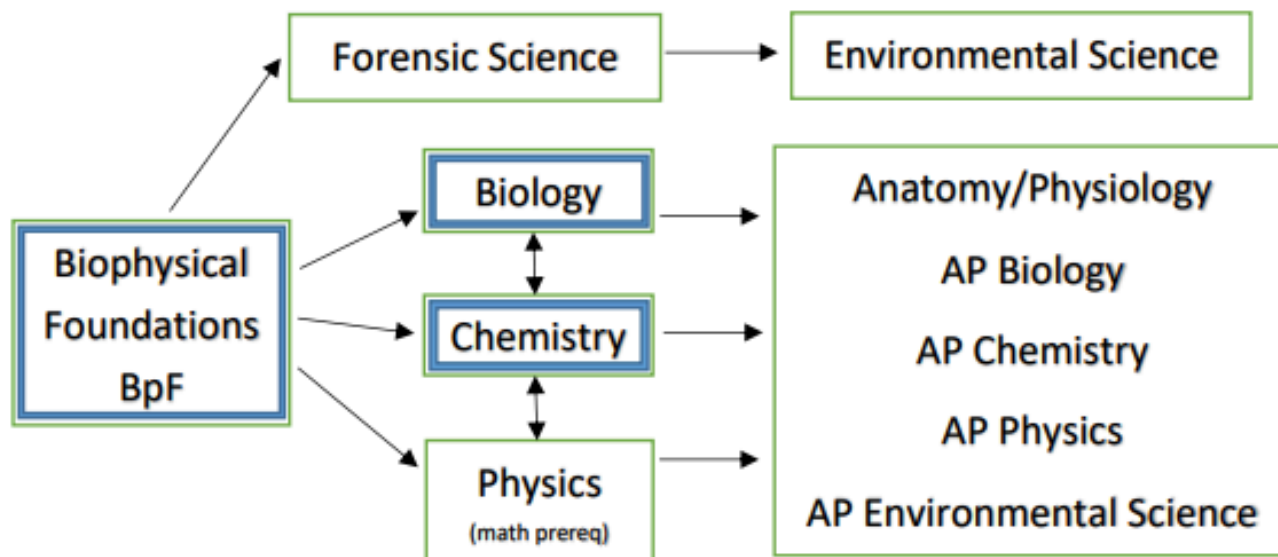 Forensic Science
Environmental Science
Biophysical
Foundations
BpF
Biology
Chemistry
Physics
(math prereq)
Anatomy/Physiology
AP Biology
AP Chemistry
AP Physics
AP Environmental Science